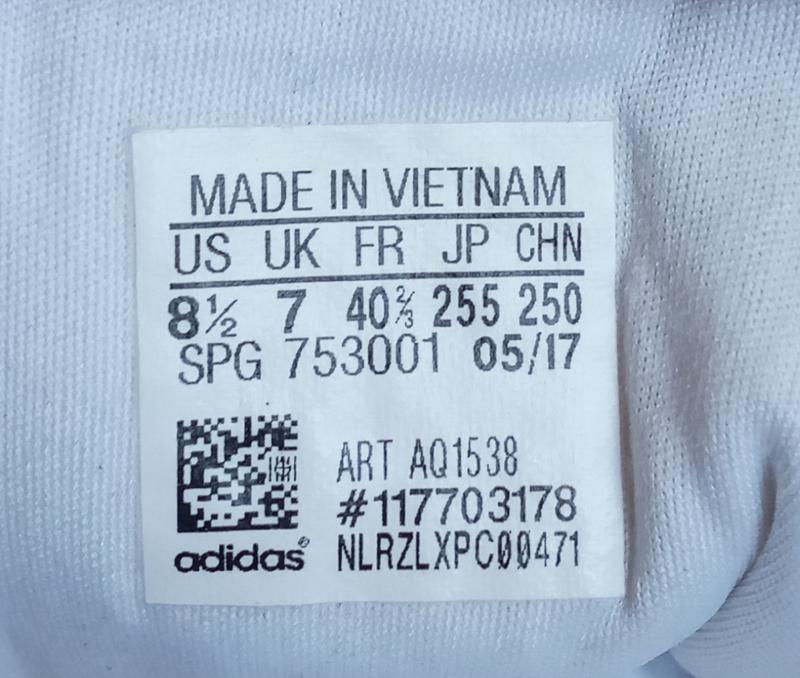 MADE IN VIETNAM
US UK FR JP CHN
8½ 7 40⅔ 255 250
SPG 753001 05/17
ART AQ1538
#117703178
adidas® NLRZLXPC00471